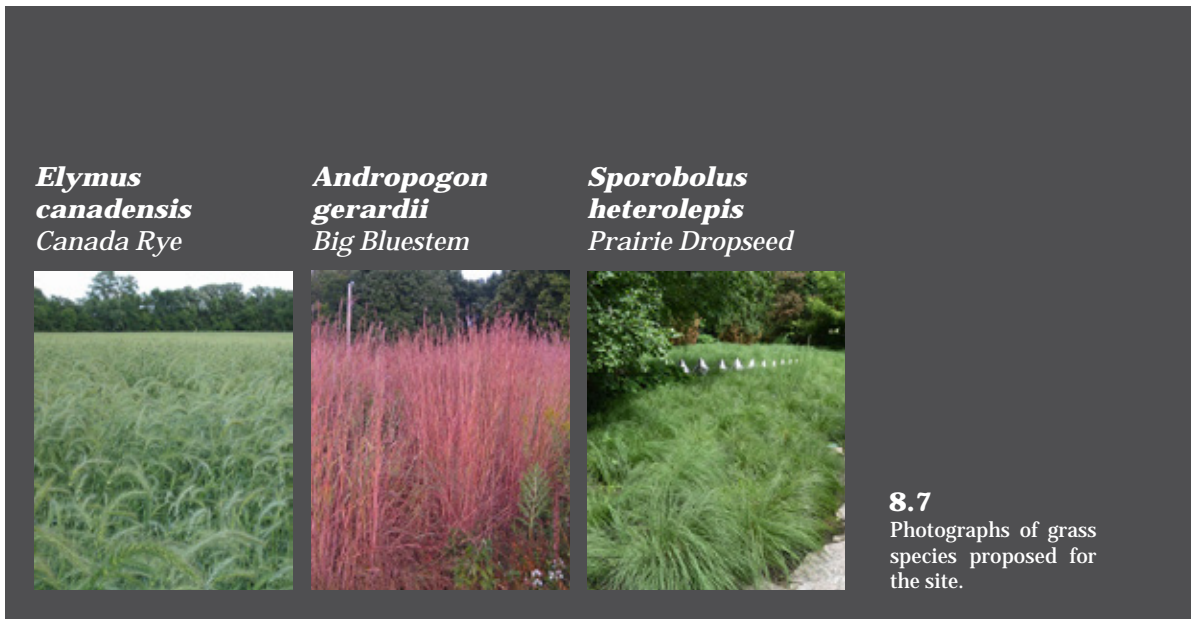 Elymus
canadensis
Canada Rye
Andropogon
gerardii
Big Bluestem
Sporobolus
heterolepis
Prairie Dropseed
8.7
Photographs of grass
species proposed for
the site.